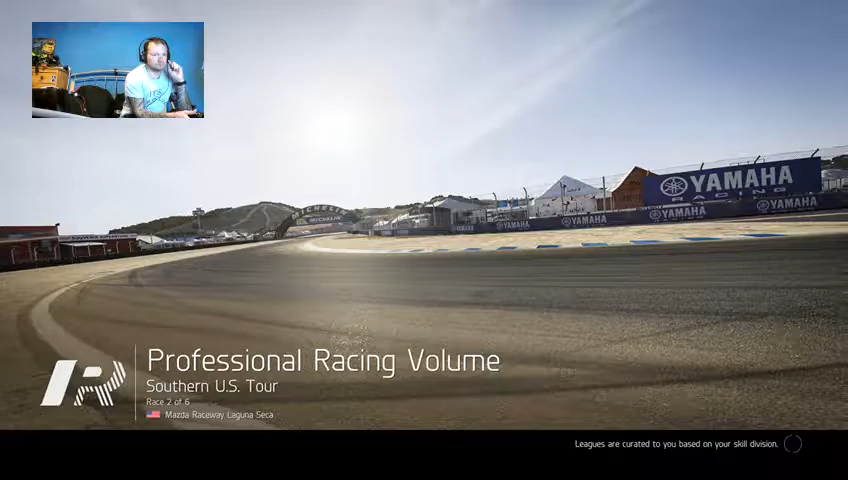 YAMAHA
RACING
MICHELIN
YAMAHA
YAMAHA
YAMAHA
YAMAHA
Professional Racing Volume
Southern U.S. Tour
Race 2 of 6
Mazda Raceway Laguna Seca
Leagues are curated to you based on your skill division.